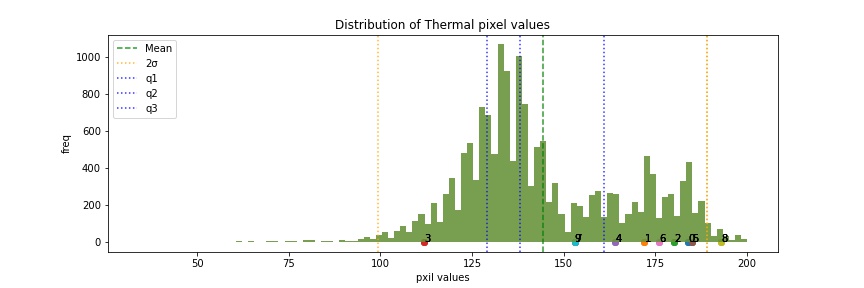 Distribution of Thermal pixel values
Mean
2σ
q1
q2
q3
freq
1000
800
600
400
200
0
3 9 4 1 6 2 0 5 8
50 75 100 125 150 175 200
pxil values